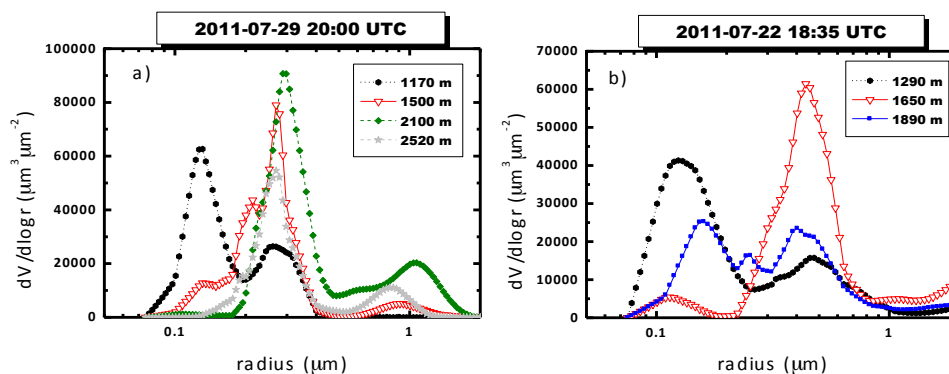 2011-07-29 20:00 UTC
a)
1170 m
1500 m
2100 m
2520 m
100000
80000
60000
40000
20000
0
dV/dlogr (μm³μm⁻²)
0.1
1
radius (μm)
2011-07-22 18:35 UTC
b)
1290 m
1650 m
1890 m
70000
60000
50000
40000
30000
20000
10000
0
dV/dlogr (μm³μm⁻²)
0.1
1
radius (μm)